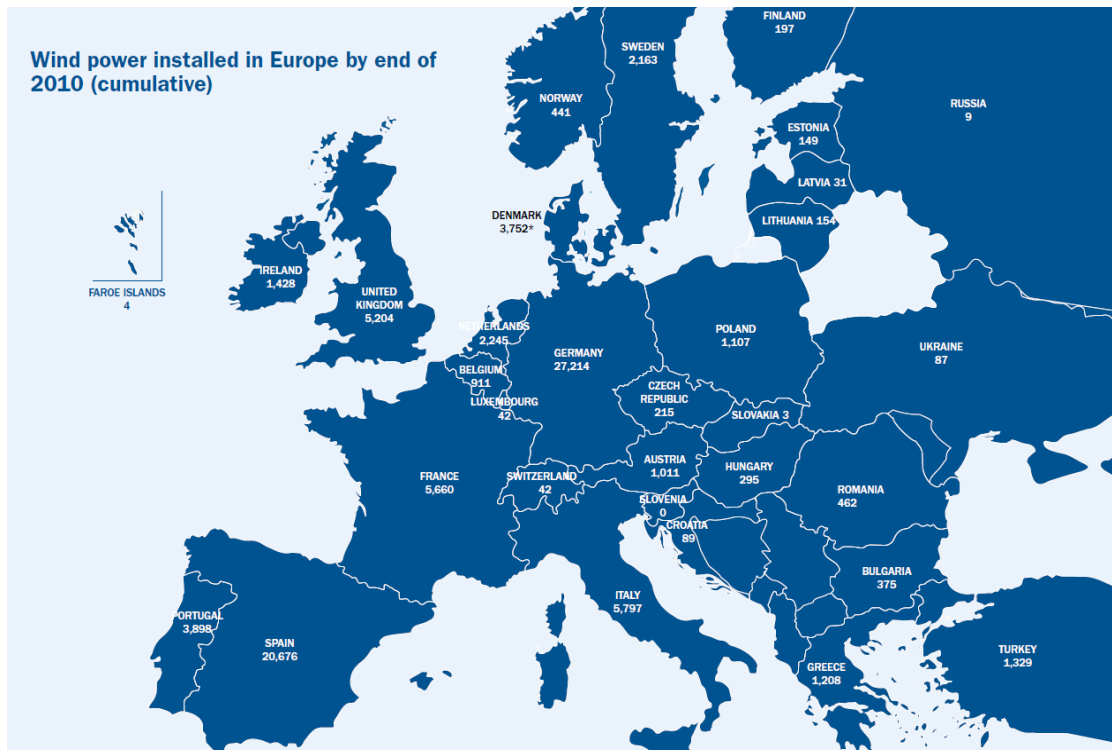 Wind power installed in Europe by end of
2010 (cumulative)
FINLAND
197
SWEDEN
2,163
NORWAY
441
RUSSIA
9
ESTONIA
149
LATVIA 31
LITHUANIA 154
DENMARK
3,752*
FAROE ISLANDS
4
IRELAND
1,428
UNITED
KINGDOM
5,204
NETHERLANDS
2,245
BELGIUM
911
LUXEMBOURG
42
GERMANY
27,214
POLAND
1,107
UKRAINE
87
CZECH
REPUBLIC
215
SLOVAKIA 3
FRANCE
5,660
SWITZERLAND
42
AUSTRIA
1,011
HUNGARY
295
ROMANIA
462
SLOVENIA
0
CROATIA
89
BULGARIA
375
ITALY
5,797
PORTUGAL
3,898
SPAIN
20,676
GREECE
1,208
TURKEY
1,329